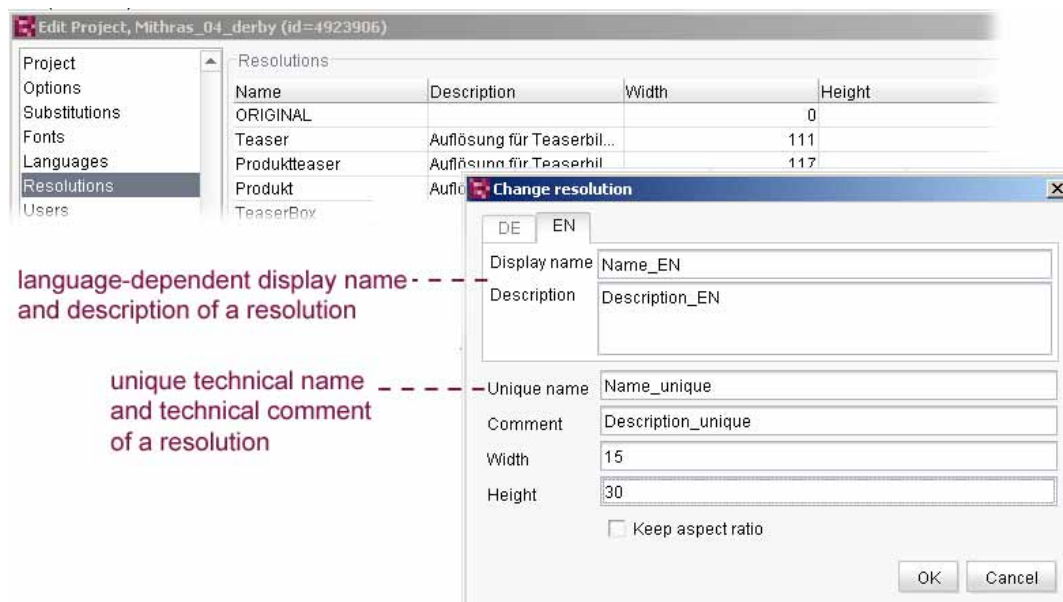 Edit Project, Mithras_04_derby (id=4923906)
Project
Options
Substitutions
Fonts
Languages
Resolutions
Users
Resolutions
Name Description Width Height
ORIGINAL 0
Teaser Auflösung für Teaserbil... 111
Produktteaser Auflösung für Teaserbil 117
Produkt Auflö
TeaserBox
Change resolution
DE EN
Display name Name_EN
Description Description_EN
Unique name Name_unique
Comment Description_unique
Width 15
Height 30
Keep aspect ratio
OK Cancel
language-dependent display name
and description of a resolution
unique technical name
and technical comment
of a resolution